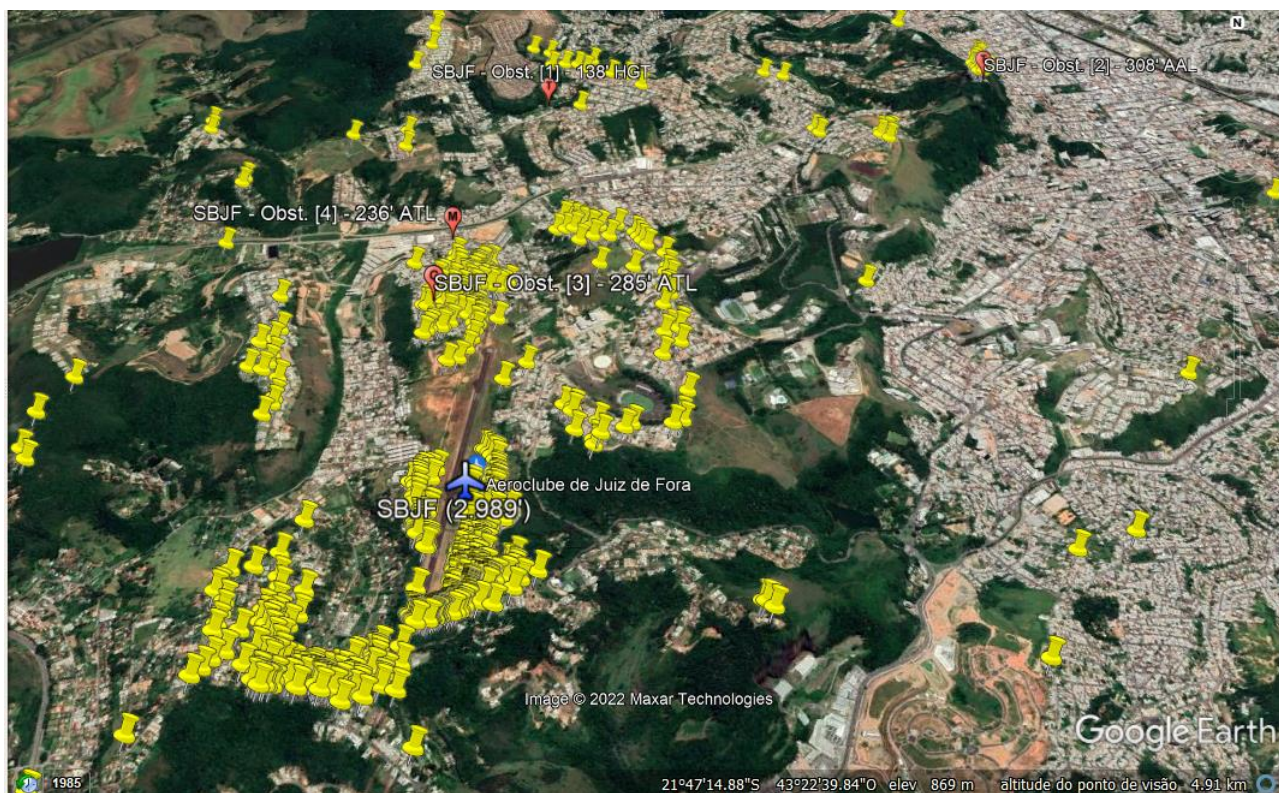 N
SBJF - Obst. [1] - 138' HGT
SBJF - Obst. [2] - 308' AAL
SBJF - Obst. [4] - 236' ATL
M
SBJF - Obst. [3] - 285' ATL
Aeroclube de Juiz de Fora
SBJF (2.989')
Image © 2022 Maxar Technologies
Google Earth
1985
21°47'14.88"S 43°22'39.84"O elev 869 m altitude do ponto de visão 4.91 km